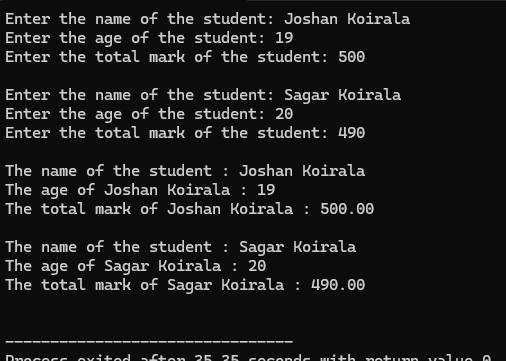 Enter the name of the student: Joshan Koirala
Enter the age of the student: 19
Enter the total mark of the student: 500
Enter the name of the student: Sagar Koirala
Enter the age of the student: 20
Enter the total mark of the student: 490
The name of the student : Joshan Koirala
The age of Joshan Koirala : 19
The total mark of Joshan Koirala : 500.00
The name of the student : Sagar Koirala
The age of Sagar Koirala : 20
The total mark of Sagar Koirala : 490.00
--------------------------------
Process exited after 35.35 seconds with return value 0